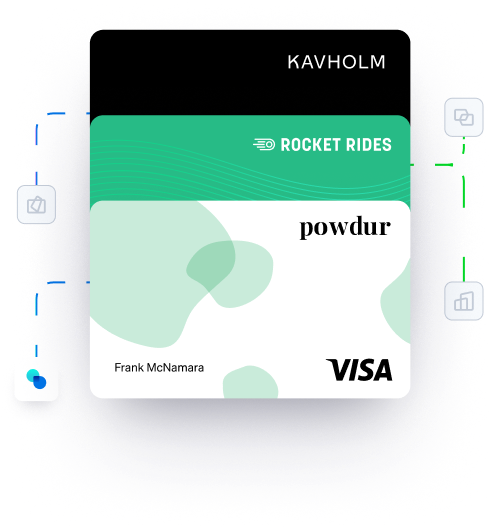 KAVHOLM
ROCKET RIDES
powdur
Frank McNamara
VISA